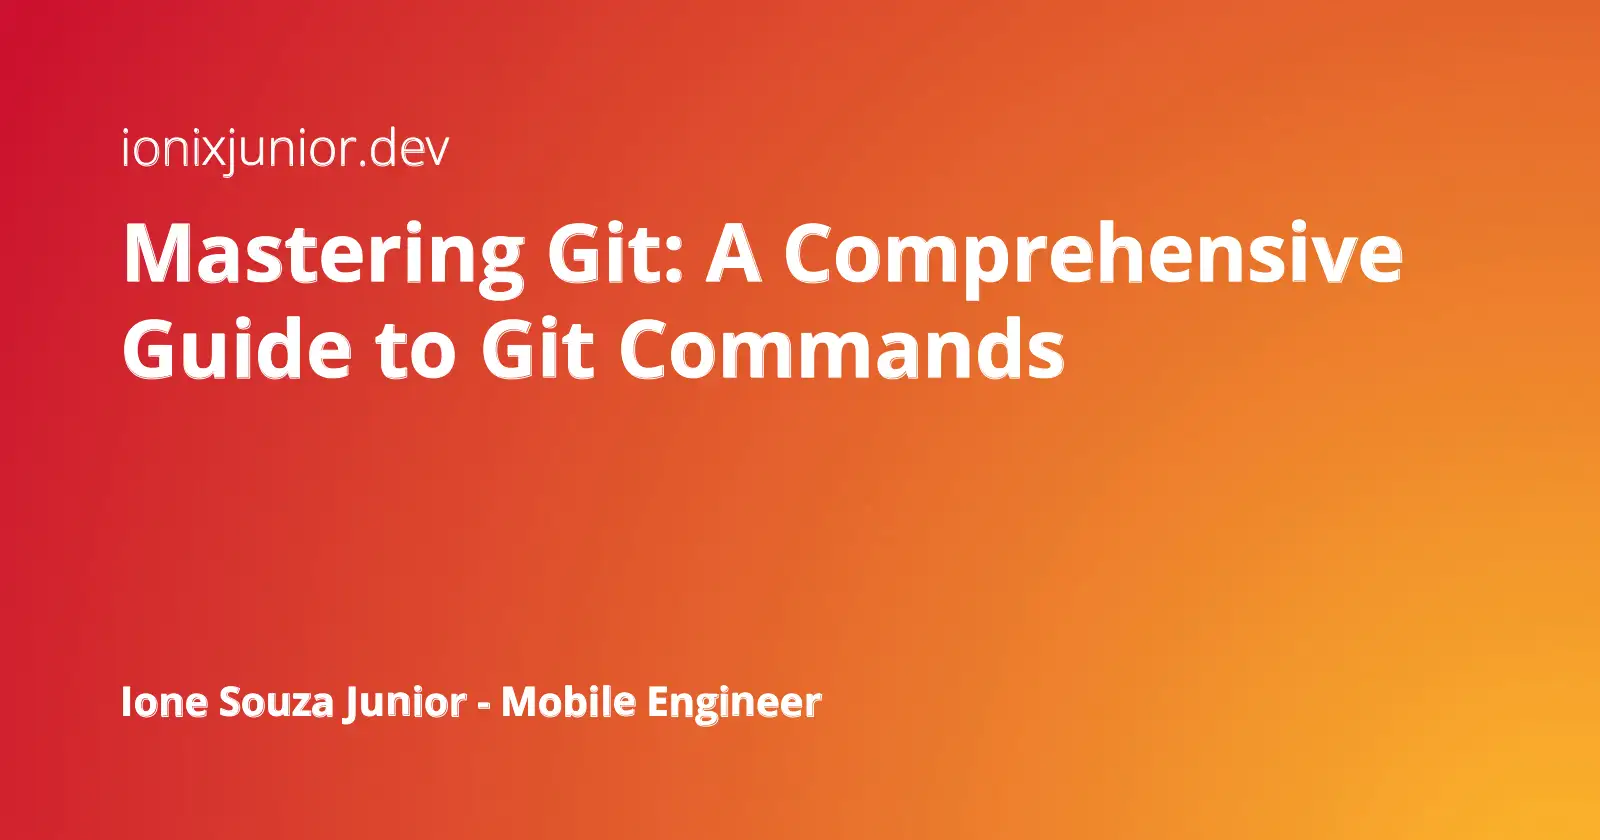 ionixjunior.dev
Mastering Git: A Comprehensive
Guide to Git Commands
Ione Souza Junior - Mobile Engineer